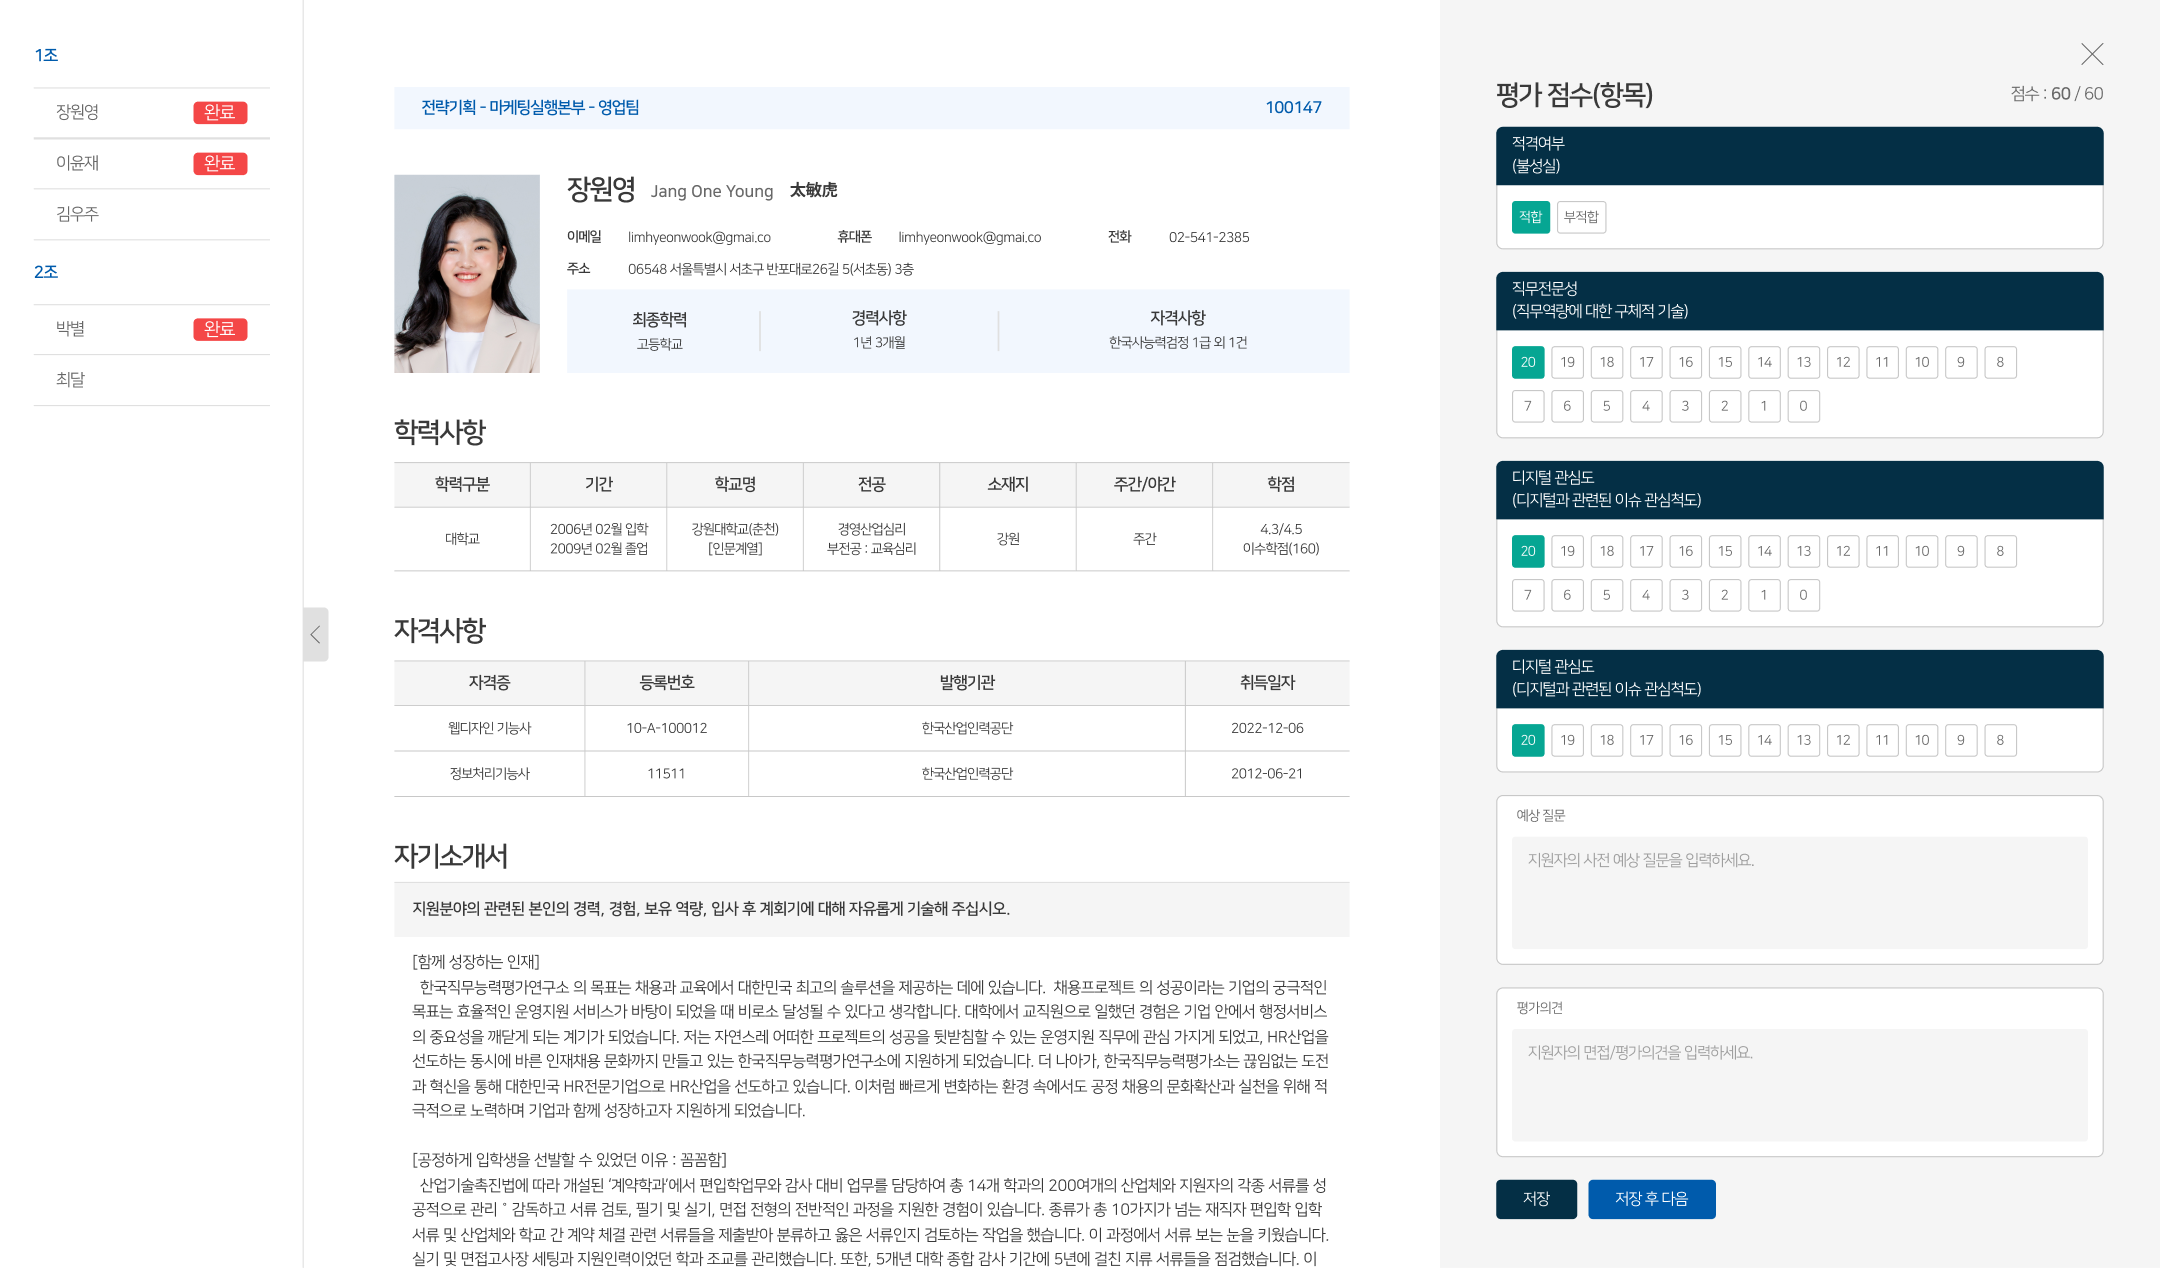 1조
장원영 완료
이윤재 완료
김우주
2조
박별 완료
최달
전략기획 - 마케팅실행본부 - 영업팀 100147
장원영 Jang One Young 太敏虎
이메일 limhyeonwook@gmai.co 휴대폰 limhyeonwook@gmai.co 전화 02-541-2385
주소 06548 서울특별시 서초구 반포대로26길 5(서초동) 3층
최종학력 경력사항 자격사항
고등학교 1년 3개월 한국사능력검정 1급 외 1건
학력사항
학력구분 기간 학교명 전공 소재지 주간/야간 학점
대학교 2006년 02월 입학 강원대학교(춘천) 경영산업심리 강원 주간 4.3/4.5
2009년 02월 졸업 [인문계열] 부전공 : 교육심리 이수학점(160)
자격사항
자격증 등록번호 발행기관 취득일자
웹디자인 기능사 10-A-100012 한국산업인력공단 2022-12-06
정보처리기능사 11511 한국산업인력공단 2012-06-21
자기소개서
지원분야의 관련된 본인의 경력, 경험, 보유 역량, 입사 후 계회기에 대해 자유롭게 기술해 주십시오.
[함께 성장하는 인재]
한국직무능력평가연구소 의 목표는 채용과 교육에서 대한민국 최고의 솔루션을 제공하는 데에 있습니다. 채용프로젝트 의 성공이라는 기업의 궁극적인
목표는 효율적인 운영지원 서비스가 바탕이 되었을 때 비로소 달성될 수 있다고 생각합니다. 대학에서 교직원으로 일했던 경험은 기업 안에서 행정서비스
의 중요성을 깨닫게 되는 계기가 되었습니다. 저는 자연스레 어떠한 프로젝트의 성공을 뒷받침할 수 있는 운영지원 직무에 관심 가지게 되었고, HR산업을
선도하는 동시에 바른 인재채용 문화까지 만들고 있는 한국직무능력평가연구소에 지원하게 되었습니다. 더 나아가, 한국직무능력평가소는 끊임없는 도전
과 혁신을 통해 대한민국 HR전문기업으로 HR산업을 선도하고 있습니다. 이처럼 빠르게 변화하는 환경 속에서도 공정 채용의 문화확산과 실천을 위해 적
극적으로 노력하며 기업과 함께 성장하고자 지원하게 되었습니다.
[공정하게 입학생을 선발할 수 있었던 이유 : 꼼꼼함]
산업기술촉진법에 따라 개설된 ‘계약학과’에서 편입학업무와 감사 대비 업무를 담당하여 총 14개 학과의 200여개의 산업체와 지원자의 각종 서류를 성
공적으로 관리 ˚ 감독하고 서류 검토, 필기 및 실기, 면접 전형의 전반적인 과정을 지원한 경험이 있습니다. 종류가 총 10가지가 넘는 재직자 편입학 입학
서류 및 산업체와 학교 간 계약 체결 관련 서류들을 제출받아 분류하고 옳은 서류인지 검토하는 작업을 했습니다. 이 과정에서 서류 보는 눈을 키웠습니다.
실기 및 면접고사장 세팅과 지원인력이었던 학과 조교를 관리했습니다. 또한, 5개년 대학 종합 감사 기간에 5년에 걸친 지류 서류들을 점검했습니다. 이
평가 점수(항목) 점수 : 60 / 60
적격여부
(불성실)
적합 부적합
직무전문성
(직무역량에 대한 구체적 기술)
20 19 18 17 16 15 14 13 12 11 10 9 8
7 6 5 4 3 2 1 0
디지털 관심도
(디지털과 관련된 이슈 관심척도)
20 19 18 17 16 15 14 13 12 11 10 9 8
7 6 5 4 3 2 1 0
디지털 관심도
(디지털과 관련된 이슈 관심척도)
20 19 18 17 16 15 14 13 12 11 10 9 8
예상 질문
지원자의 사전 예상 질문을 입력하세요.
평가의견
지원자의 면접/평가의견을 입력하세요.
저장 저장 후 다음